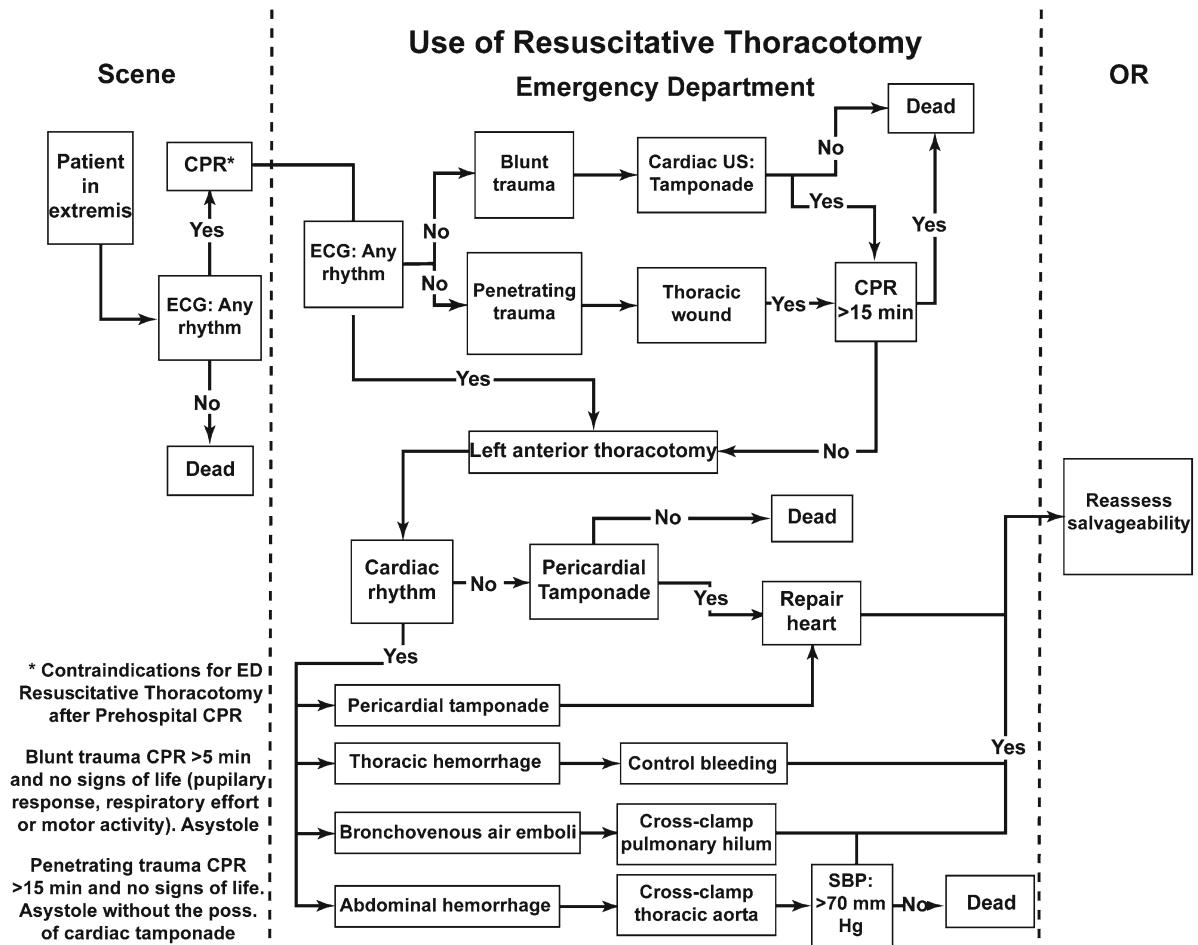 Use of Resuscitative Thoracotomy
Scene
Emergency Department
OR
Patient
in
extremis
CPR*
Yes
ECG: Any
rhythm
No
Dead
ECG: Any
rhythm
No
No
Blunt
trauma
Cardiac US:
Tamponade
No
Dead
Yes
Yes
Penetrating
trauma
Thoracic
wound
Yes
CPR
>15 min
Yes
Left anterior thoracotomy
No
Cardiac
rhythm
No
Pericardial
Tamponade
No
Dead
Yes
Repair
heart
Reassess
salvageability
Yes
Pericardial tamponade
Thoracic hemorrhage
Control bleeding
Yes
Bronchovenous air emboli
Cross-clamp
pulmonary hilum
Abdominal hemorrhage
Cross-clamp
thoracic aorta
SBP:
>70 mm
Hg
No
Dead
* Contraindications for ED
Resuscitative Thoracotomy
after Prehospital CPR
Blunt trauma CPR >5 min
and no signs of life (pupilary
response, respiratory effort
or motor activity). Asystole
Penetrating trauma CPR
>15 min and no signs of life.
Asystole without the poss.
of cardiac tamponade